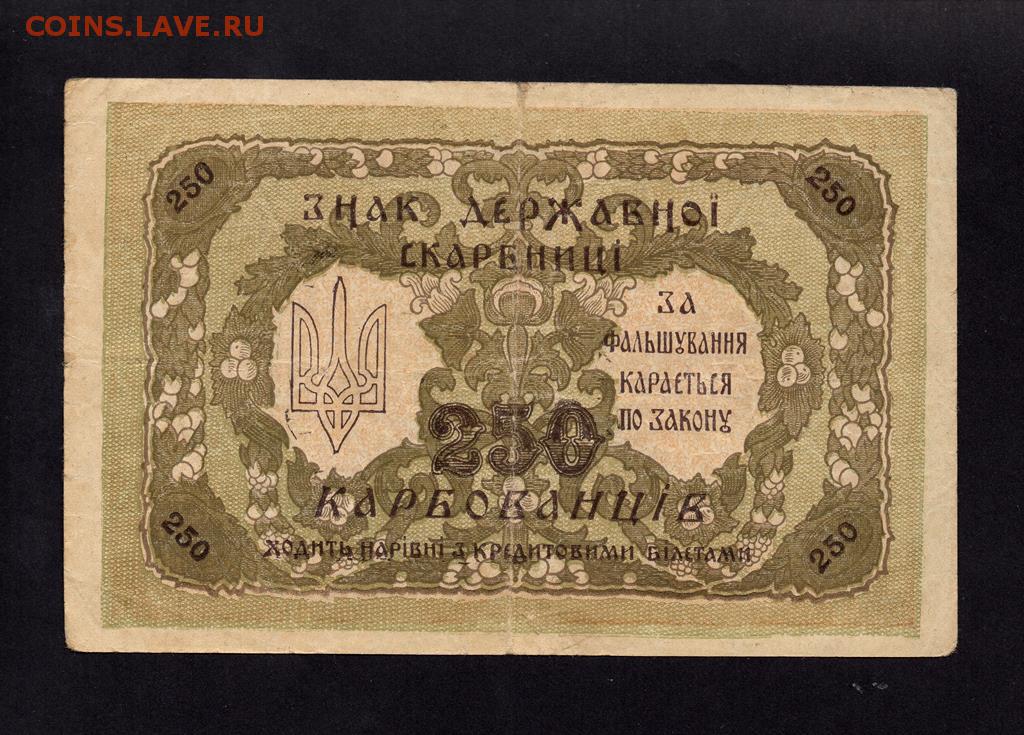 COINS.LAVE.RU
250
250
ЗНАК ДЕРЖАВНОЇ
СКАРБНИЦІ
ЗА
ФАЛЬШУВАННЯ
КАРАЄТЬСЯ
ПО ЗАКОНУ
250
КАРБОВАНЦІВ
250
250
ХОДИТЬ НАРІВНІ З КРЕДИТОВИМИ БІЛЕТАМИ